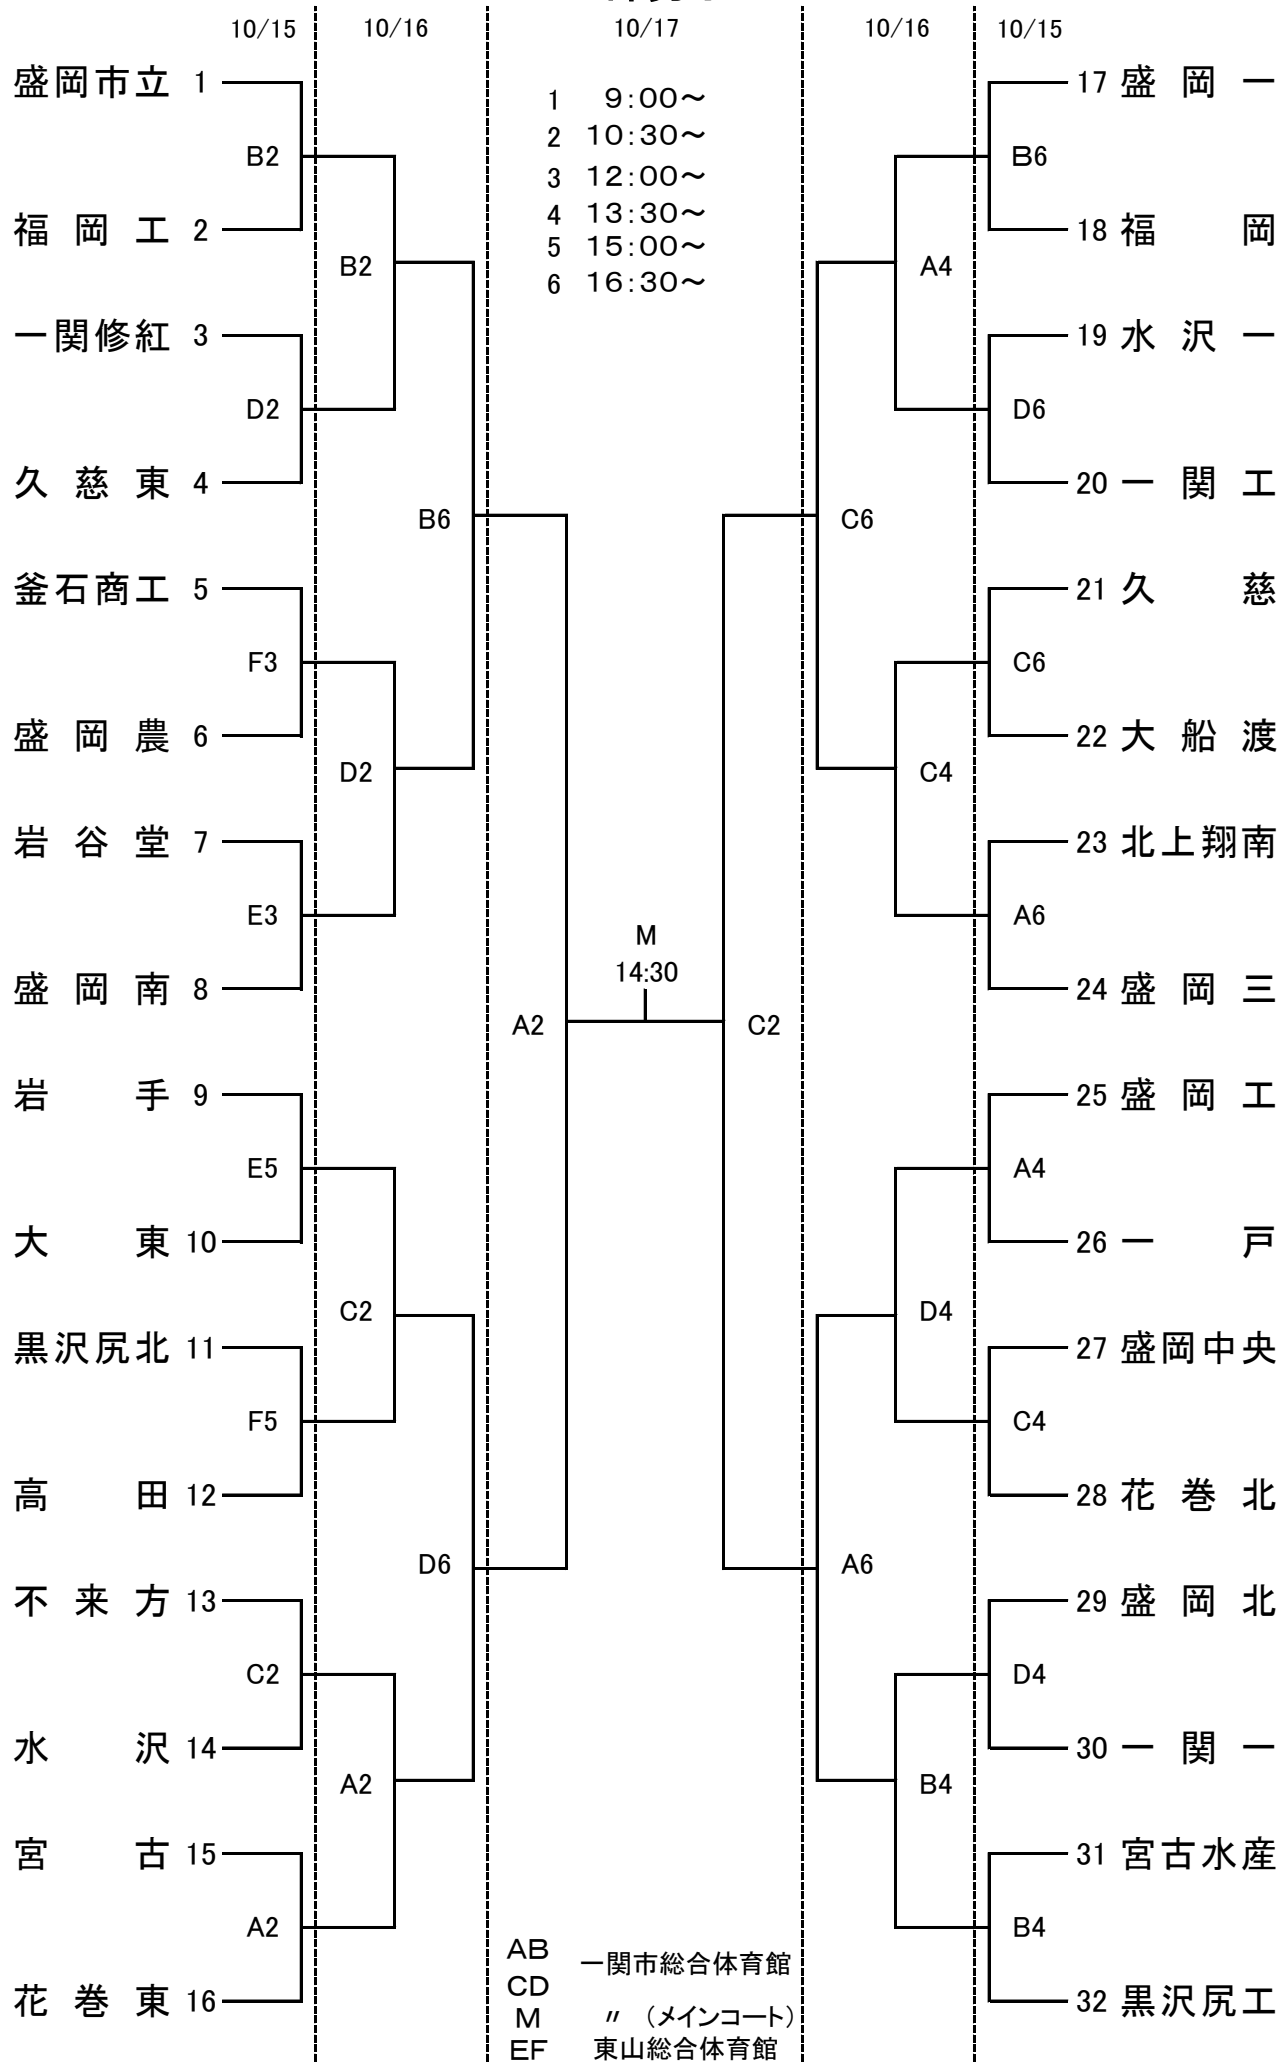 10/15 10/16 10/17 10/16 10/15
盛岡市立 1 17 盛岡一
1 9:00～
2 10:30～
B2 B6
3 12:00～
4 13:30～
福岡工 2 18 福岡
5 15:00～
B2 A4
6 16:30～
一関修紅 3 19 水沢一
D2 D6
久慈東 4 20 一関工
B6 C6
釜石商工 5 21 久慈
F3 C6
盛岡農 6 22 大船渡
D2 C4
岩谷堂 7 23 北上翔南
E3 A6
M
14:30
盛岡南 8 24 盛岡三
A2 C2
岩手 9 25 盛岡工
E5 A4
大東 10 26 一戸
C2 D4
黒沢尻北 11 27 盛岡中央
F5 C4
高田 12 28 花巻北
D6 A6
不来方 13 29 盛岡北
C2 D4
水沢 14 30 一関一
A2 B4
宮古 15 31 宮古水産
A2 B4
AB
一関市総合体育館
CD
花巻東 16 32 黒沢尻工
M 〃 （メインコート）
EF 東山総合体育館